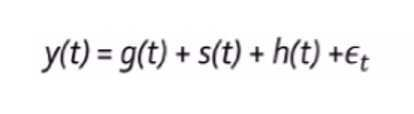 y(t) = g(t) + s(t) + h(t) +ϵₜ